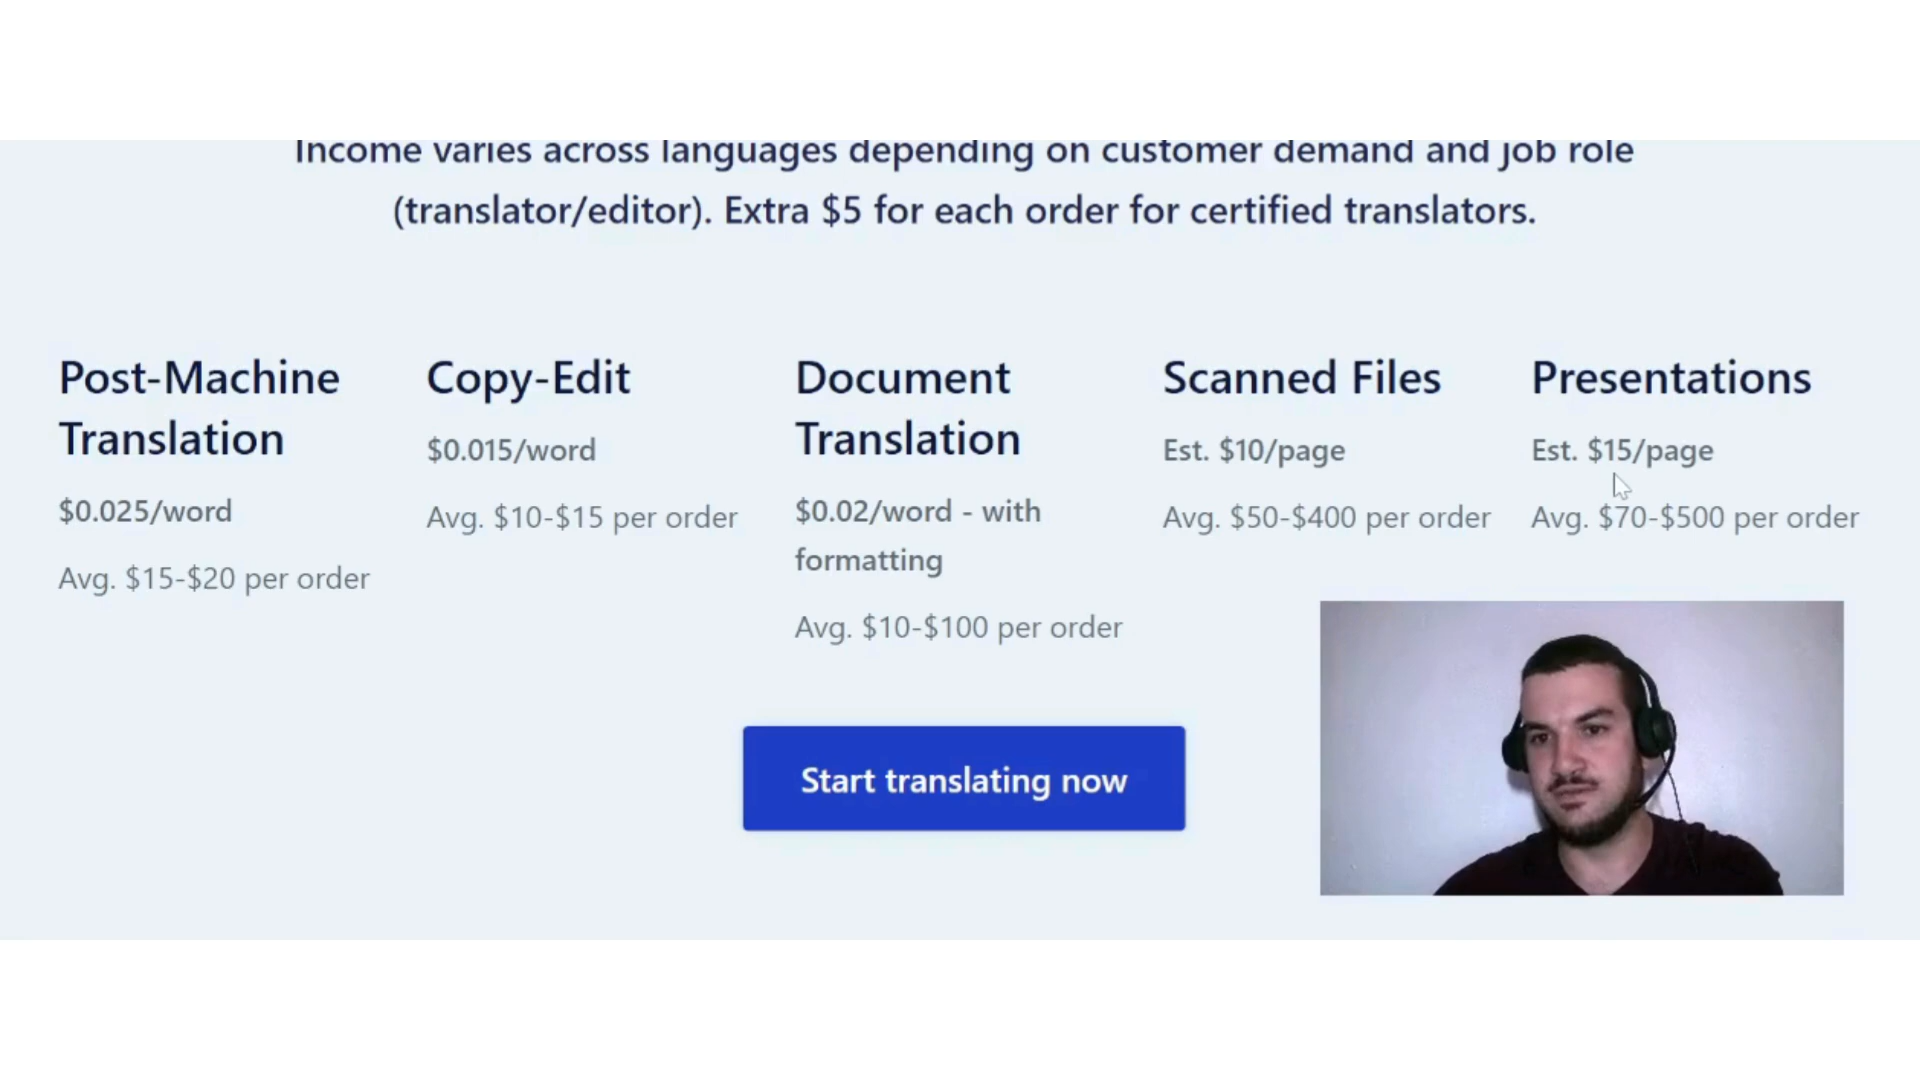 Income varies across languages depending on customer demand and job role
(translator/editor). Extra $5 for each order for certified translators.
Post-Machine
Translation
$0.025/word
Avg. $15-$20 per order
Copy-Edit
$0.015/word
Avg. $10-$15 per order
Document
Translation
$0.02/word - with
formatting
Avg. $10-$100 per order
Scanned Files
Est. $10/page
Avg. $50-$400 per order
Presentations
Est. $15/page
Avg. $70-$500 per order
Start translating now